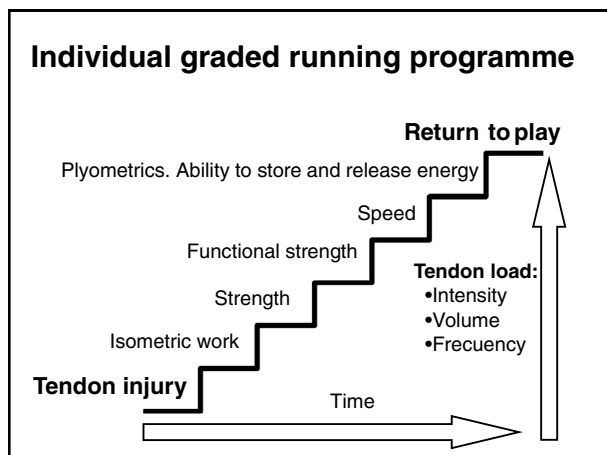 Individual graded running programme
Return to play
Plyometrics. Ability to store and release energy
Speed
Functional strength
Strength
Isometric work
Tendon injury
Tendon load:
•Intensity
•Volume
•Frecuency
Time